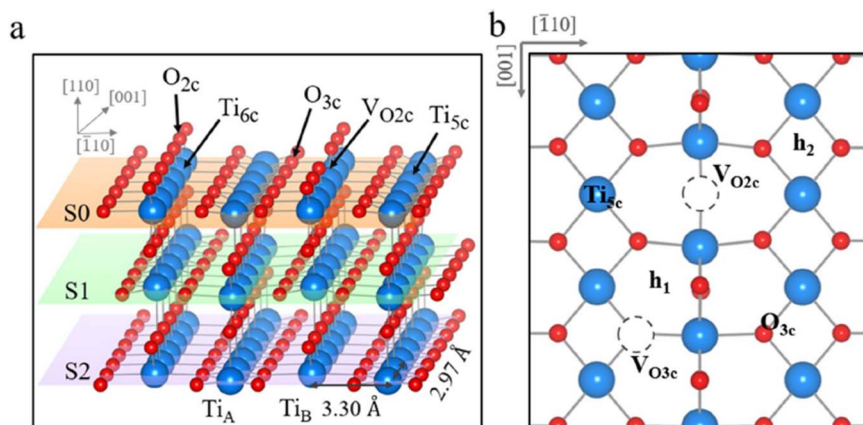 a
b
[110]
[001]
[1̄10]
O2c
Ti6c
O3c
VO2c
Ti5c
S0
S1
S2
TiA
TiB
3.30 Å
2.97 Å
[1̄10]
[001]
h2
VO2c
Ti5c
h1
O3c
VO3c